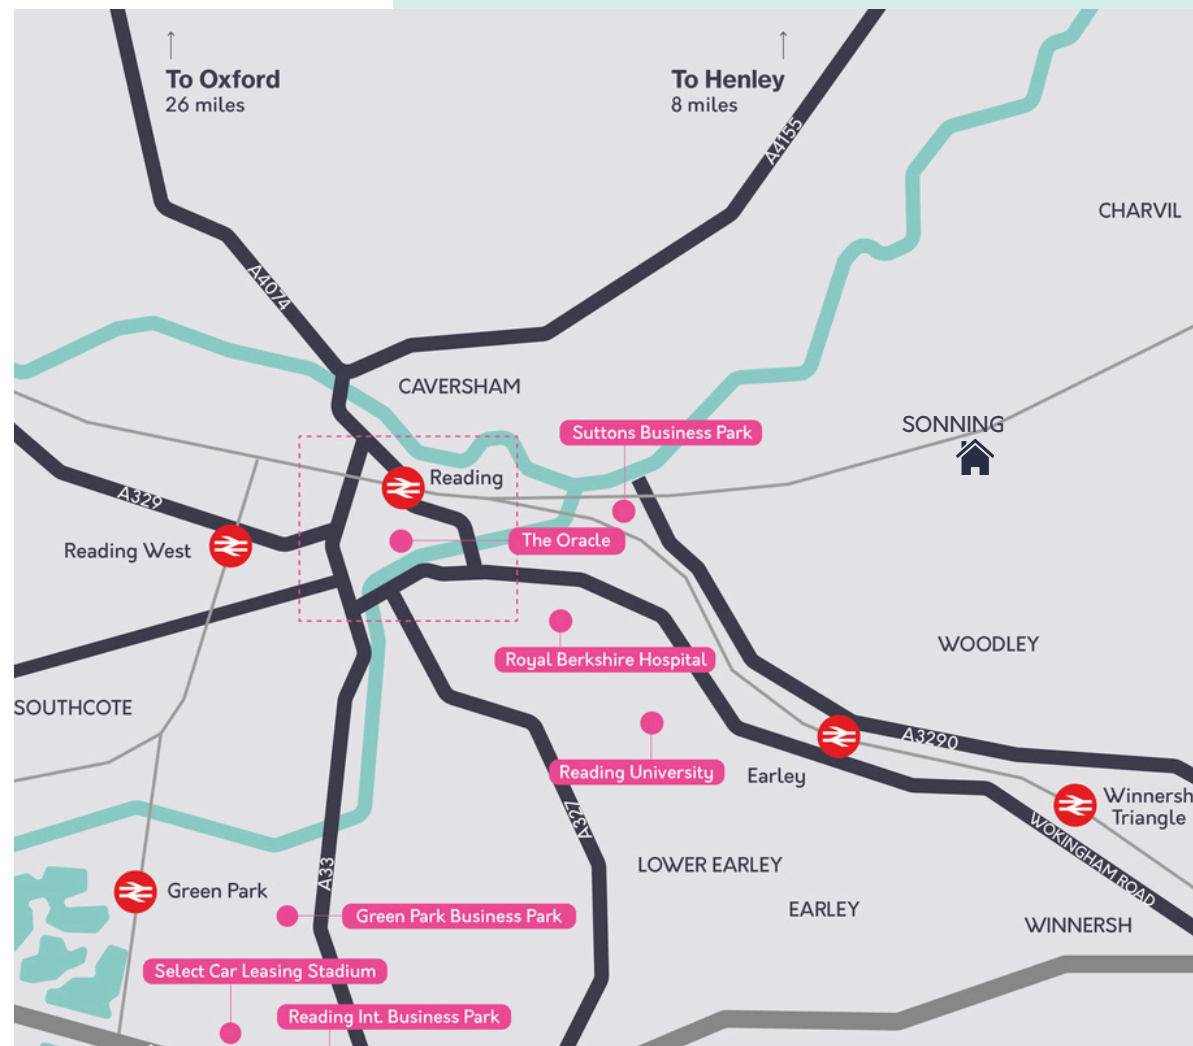 To Oxford
26 miles
To Henley
8 miles
A4155
CHARVIL
A4074
CAVERSHAM
SONNING
Suttons Business Park
Reading
A329
Reading West
The Oracle
WOODLEY
Royal Berkshire Hospital
SOUTHCOTE
A3290
Reading University
Earley
Winnersh
Triangle
A327
WOKINGHAM ROAD
LOWER EARLEY
A33
Green Park
EARLEY
Green Park Business Park
WINNERSH
Select Car Leasing Stadium
Reading Int. Business Park